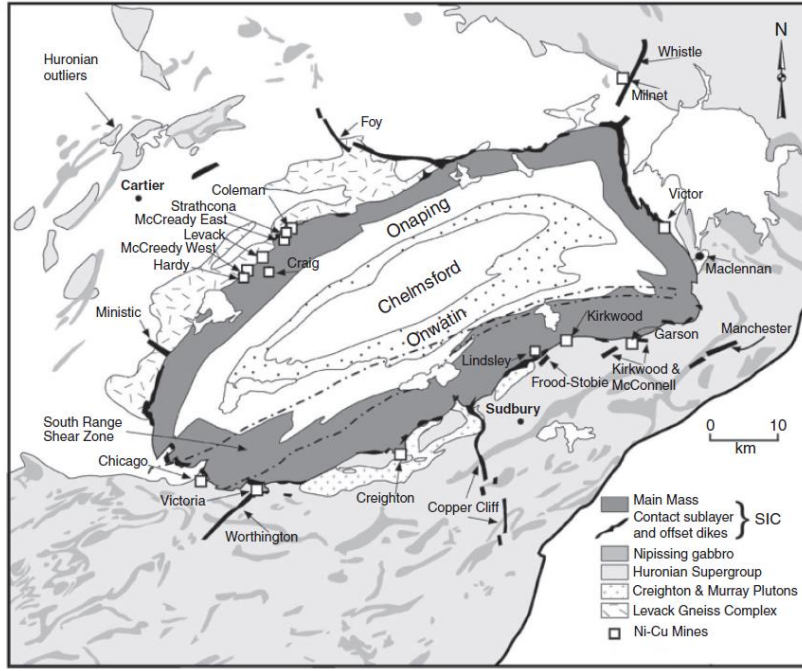 Huronian
outliers
Whistle
N
Milnet
Foy
Cartier
Coleman
Strathcona
McCready East
Levack
McCreedy West
Hardy
Craig
Victor
Onaping
Chelmsford
Onwatin
Maclennan
Ministic
Kirkwood
Garson
Manchester
Lindsley
Kirkwood &
McConnell
Frood-Stobie
Sudbury
South Range
Shear Zone
Chicago
Victoria
Creighton
Copper Cliff
Worthington
0 10
km
Main Mass
Contact sublayer
and offset dikes
SIC
Nipissing gabbro
Huronian Supergroup
Creighton & Murray Plutons
Levack Gneiss Complex
Ni-Cu Mines